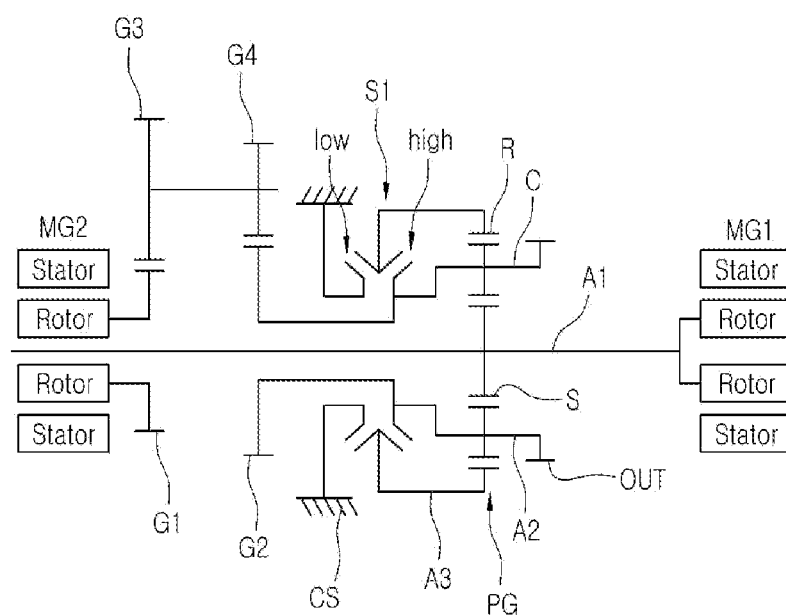 G3
G4
S1
low
high
R
C
MG2
MG1
Stator
Stator
A1
Rotor
Rotor
Rotor
S
Rotor
Stator
Stator
OUT
G1
G2
A2
CS
A3
PG